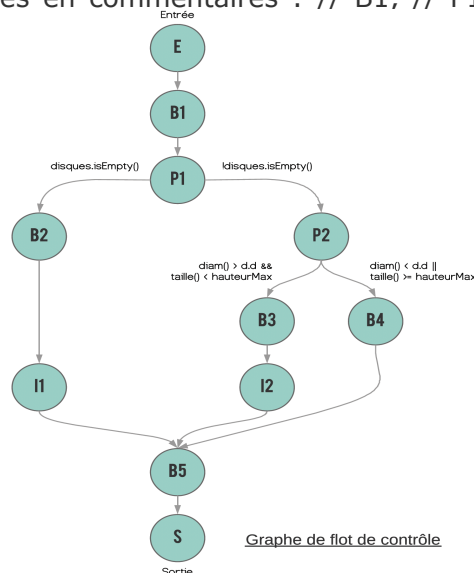 es en commentaires : // B1, // P1
Entrée
E
B1
disques.isEmpty()
P1
!disques.isEmpty()
B2
P2
diam() > d.d &&
taille() < hauteurMax
diam() < d.d ||
taille() >= hauteurMax
B3
B4
I1
I2
B5
S
Graphe de flot de contrôle
Sortie